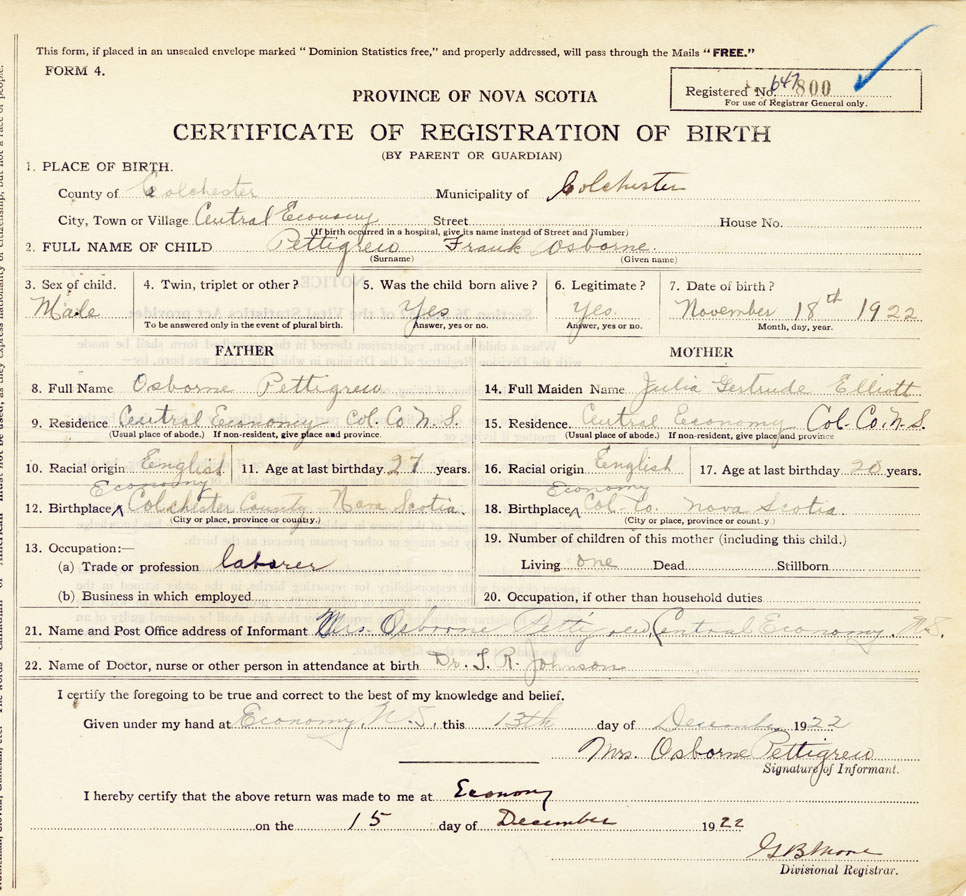 This form, if placed in an unsealed envelope marked "Dominion Statistics free," and properly addressed, will pass through the Mails "FREE."
FORM 4.
Registered No. 647 800
For use of Registrar General only.
PROVINCE OF NOVA SCOTIA
CERTIFICATE OF REGISTRATION OF BIRTH
(BY PARENT OR GUARDIAN)
1. PLACE OF BIRTH.
County of Colchester Municipality of Colchester
City, Town or Village Central Economy Street House No.
(If birth occurred in a hospital, give its name instead of Street and Number)
2. FULL NAME OF CHILD Pettigrew Frank Osborne.
(Surname) (Given name)
3. Sex of child. 4. Twin, triplet or other? 5. Was the child born alive? 6. Legitimate? 7. Date of birth?
Male Yes Yes. November 18th 1922
To be answered only in the event of plural birth. Answer, yes or no. Answer, yes or no. Month, day, year.
FATHER MOTHER
8. Full Name Osborne Pettigrew 14. Full Maiden Name Julia Gertrude Elliott
9. Residence Central Economy Col. Co. N.S. 15. Residence Central Economy Col. Co. N.S.
(Usual place of abode.) If non-resident, give place and province. (Usual place of abode.) If non-resident, give place and province
10. Racial origin English 11. Age at last birthday 27 years. 16. Racial origin English 17. Age at last birthday 20 years.
Economy Economy
12. Birthplace Colchester County Nova Scotia. 18. Birthplace Col. Co. Nova Scotia.
(City or place, province or country.) (City or place, province or country.)
13. Occupation:— 19. Number of children of this mother (including this child.)
(a) Trade or profession laborer Living one Dead Stillborn
(b) Business in which employed 20. Occupation, if other than household duties
21. Name and Post Office address of Informant Mrs. Osborne Pettigrew, Central Economy. N.S.
22. Name of Doctor, nurse or other person in attendance at birth Dr. T. R. Johnson
I certify the foregoing to be true and correct to the best of my knowledge and belief.
Given under my hand at Economy, N.S., this 13th day of December 1922
Mrs. Osborne Pettigrew
Signature of Informant.
I hereby certify that the above return was made to me at Economy
on the 15 day of December 1922
G B Moore
Divisional Registrar.